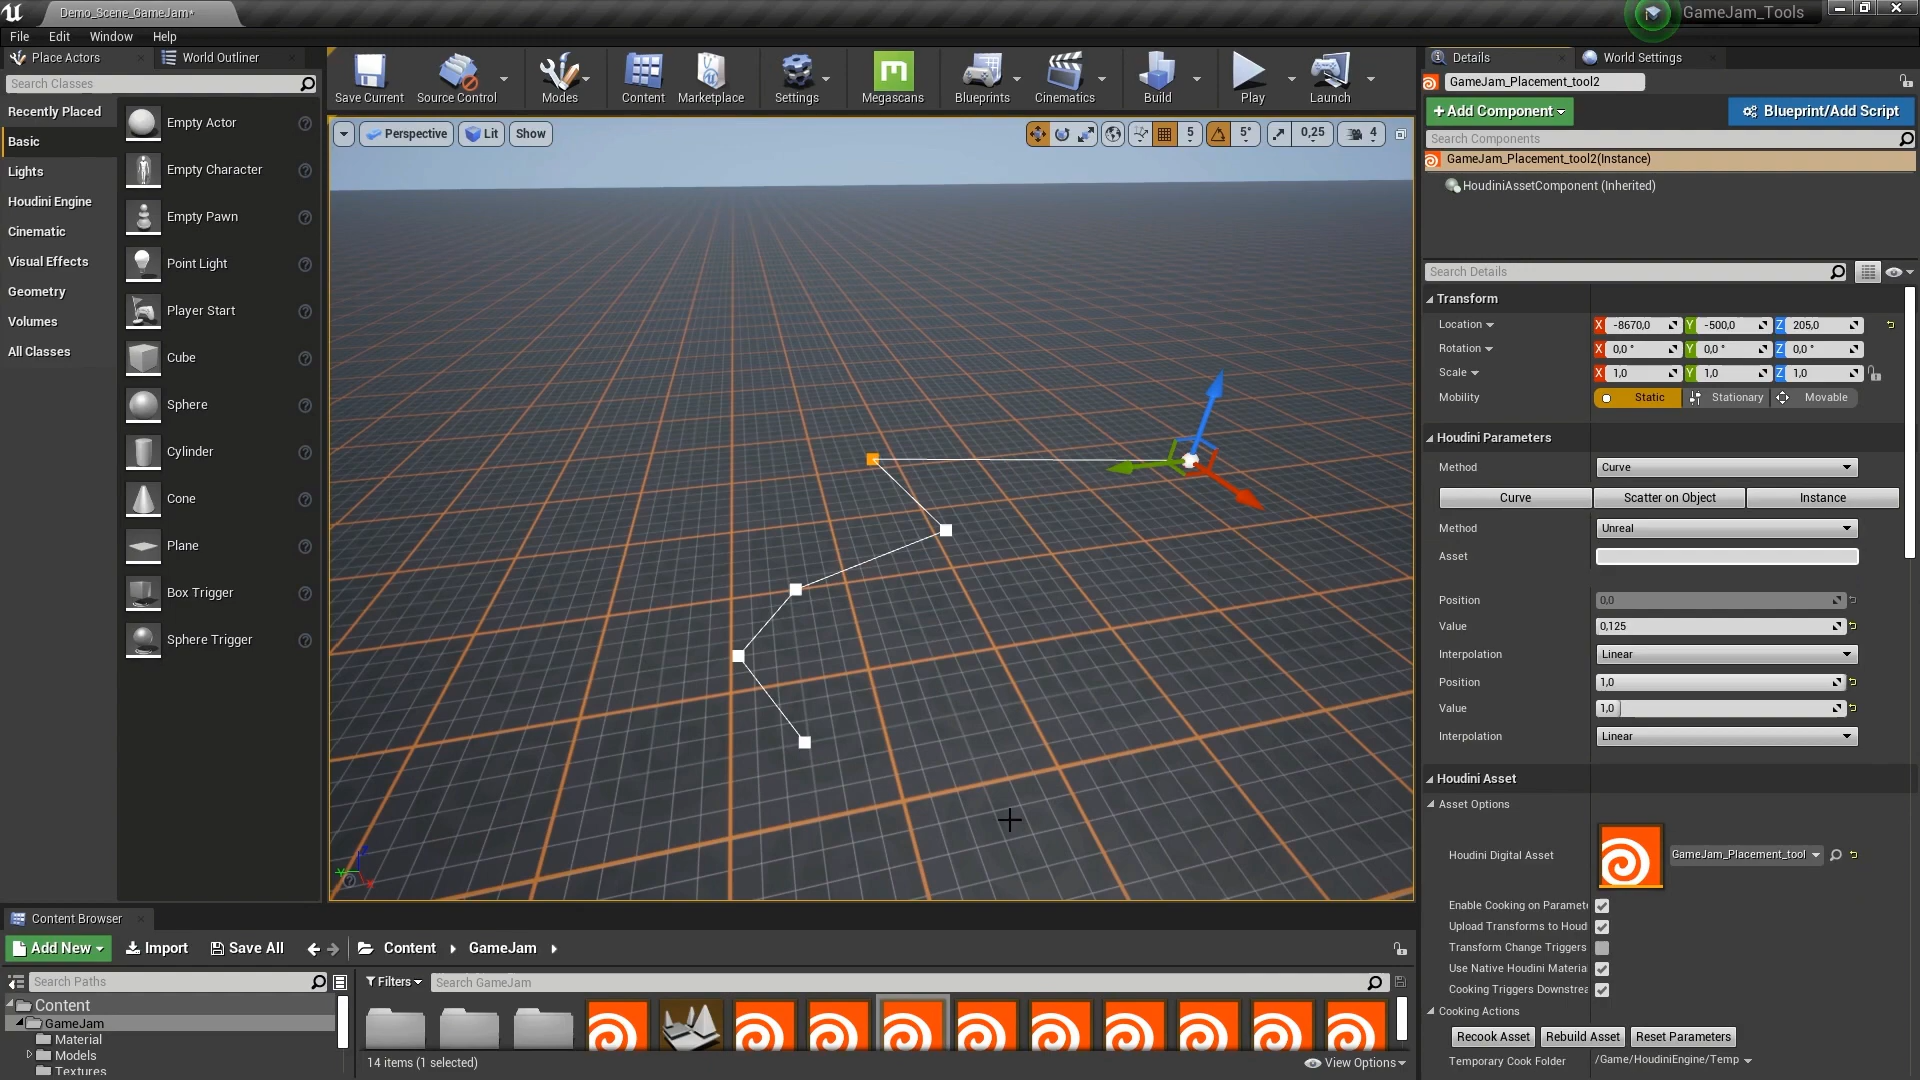 Demo_Scene_GameJam*
GameJam_Tools
File
Edit
Window
Help
Place Actors
World Outliner
Search Classes
Recently Placed
Basic
Lights
Houdini Engine
Cinematic
Visual Effects
Geometry
Volumes
All Classes
Empty Actor
Empty Character
Empty Pawn
Point Light
Player Start
Cube
Sphere
Cylinder
Cone
Plane
Box Trigger
Sphere Trigger
Save Current
Source Control
Modes
Content
Marketplace
Settings
Megascans
Blueprints
Cinematics
Build
Play
Launch
Perspective
Lit
Show
5
5°
0,25
4
Details
World Settings
GameJam_Placement_tool2
+Add Component
Blueprint/Add Script
Search Components
GameJam_Placement_tool2(Instance)
HoudiniAssetComponent (Inherited)
Search Details
Transform
Location X -8670,0 Y -500,0 Z 205,0
Rotation X 0,0 ° Y 0,0 ° Z 0,0 °
Scale X 1,0 Y 1,0 Z 1,0
Mobility Static Stationary Movable
Houdini Parameters
Method Curve
Curve Scatter on Object Instance
Method Unreal
Asset
Position 0,0
Value 0,125
Interpolation Linear
Position 1,0
Value 1,0
Interpolation Linear
Houdini Asset
Asset Options
Houdini Digital Asset GameJam_Placement_tool
Enable Cooking on Paramete
Upload Transforms to Houd
Transform Change Triggers
Use Native Houdini Materia
Cooking Triggers Downstrea
Cooking Actions
Recook Asset Rebuild Asset Reset Parameters
Temporary Cook Folder /Game/HoudiniEngine/Temp
Content Browser
Add New
Import
Save All
Content
GameJam
Search Paths
Filters
Search GameJam
Content
GameJam
Material
Models
Textures
14 items (1 selected)
View Options